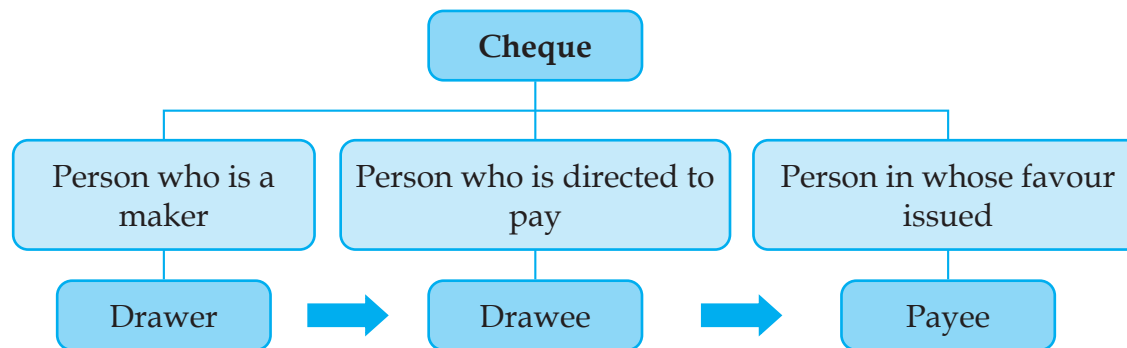 Cheque
Person who is a
maker
Person who is directed to
pay
Person in whose favour
issued
Drawer
Drawee
Payee